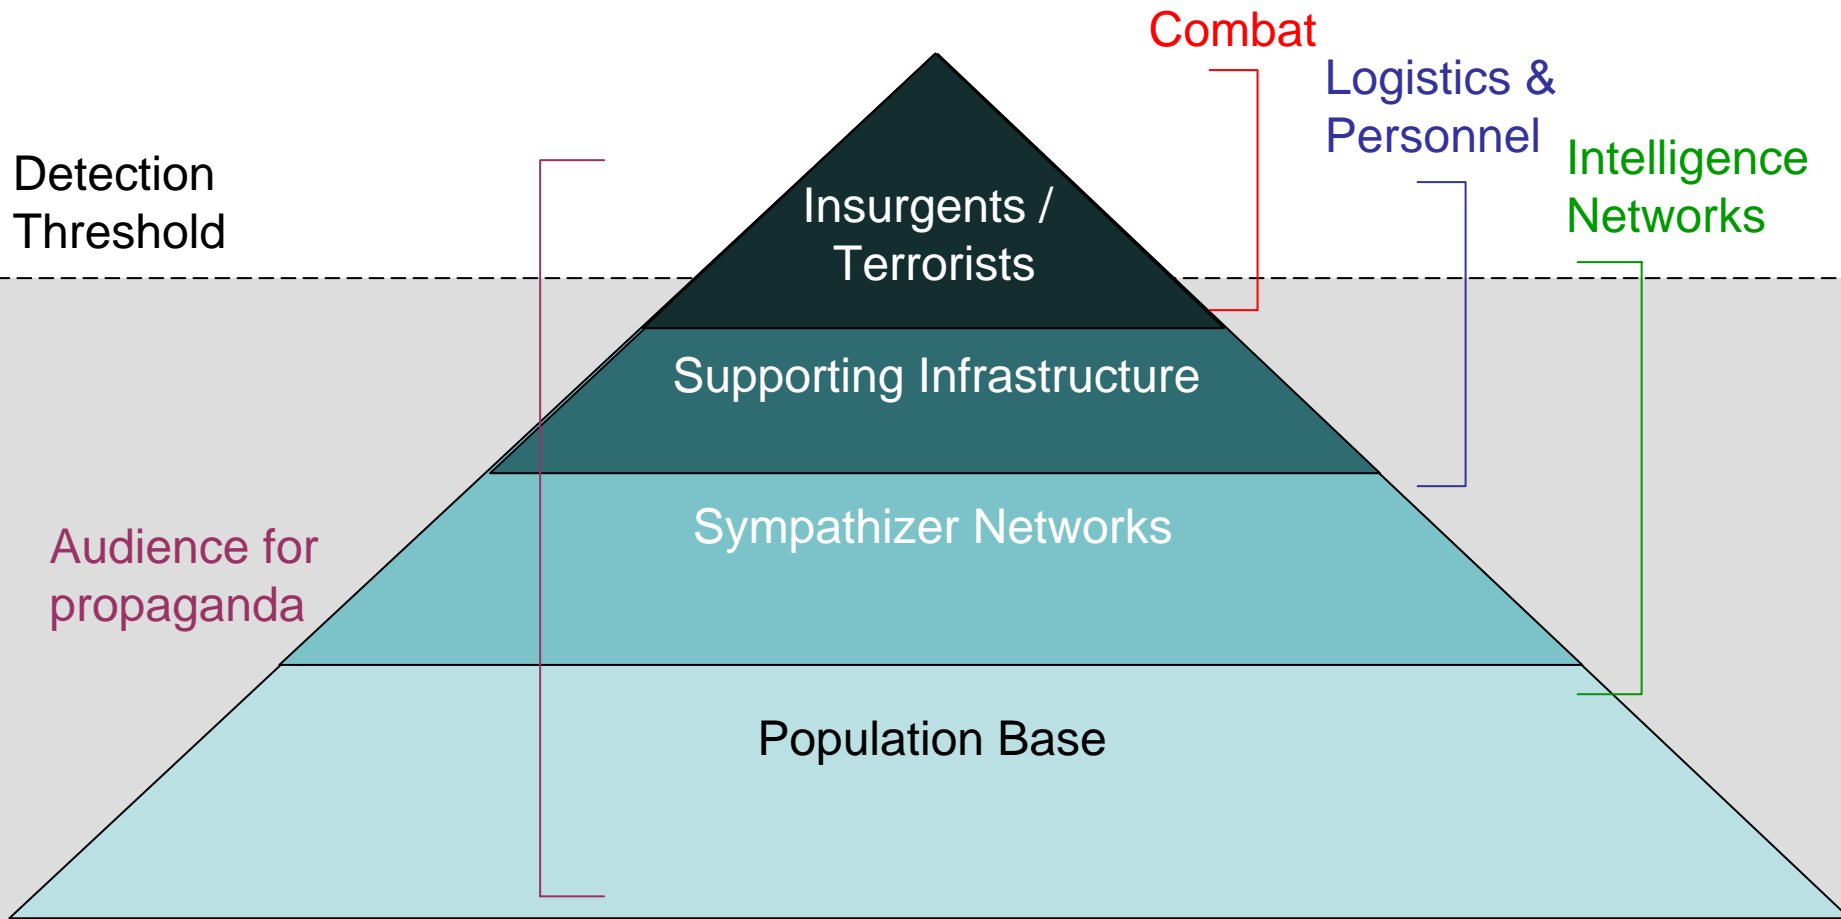 Combat
Logistics &
Personnel
Intelligence
Networks
Detection
Threshold
Insurgents /
Terrorists
Supporting Infrastructure
Sympathizer Networks
Audience for
propaganda
Population Base